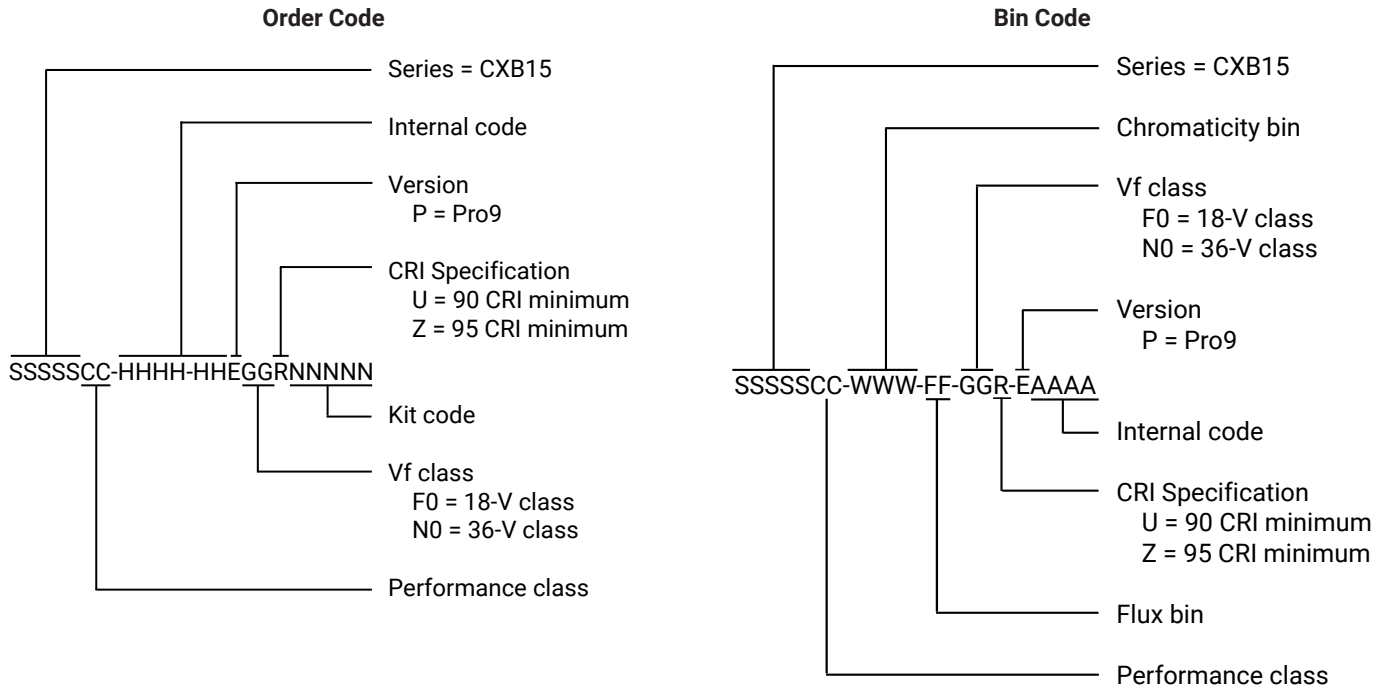 Order Code
Series = CXB15
Internal code
Version
P = Pro9
CRI Specification
U = 90 CRI minimum
Z = 95 CRI minimum
SSSSSCC-HHHH-HHEGGRNNNNN
Kit code
Vf class
F0 = 18-V class
N0 = 36-V class
Performance class
Bin Code
Series = CXB15
Chromaticity bin
Vf class
F0 = 18-V class
N0 = 36-V class
Version
P = Pro9
SSSSSCC-WWW-FF-GGR-EAAAA
Internal code
CRI Specification
U = 90 CRI minimum
Z = 95 CRI minimum
Flux bin
Performance class